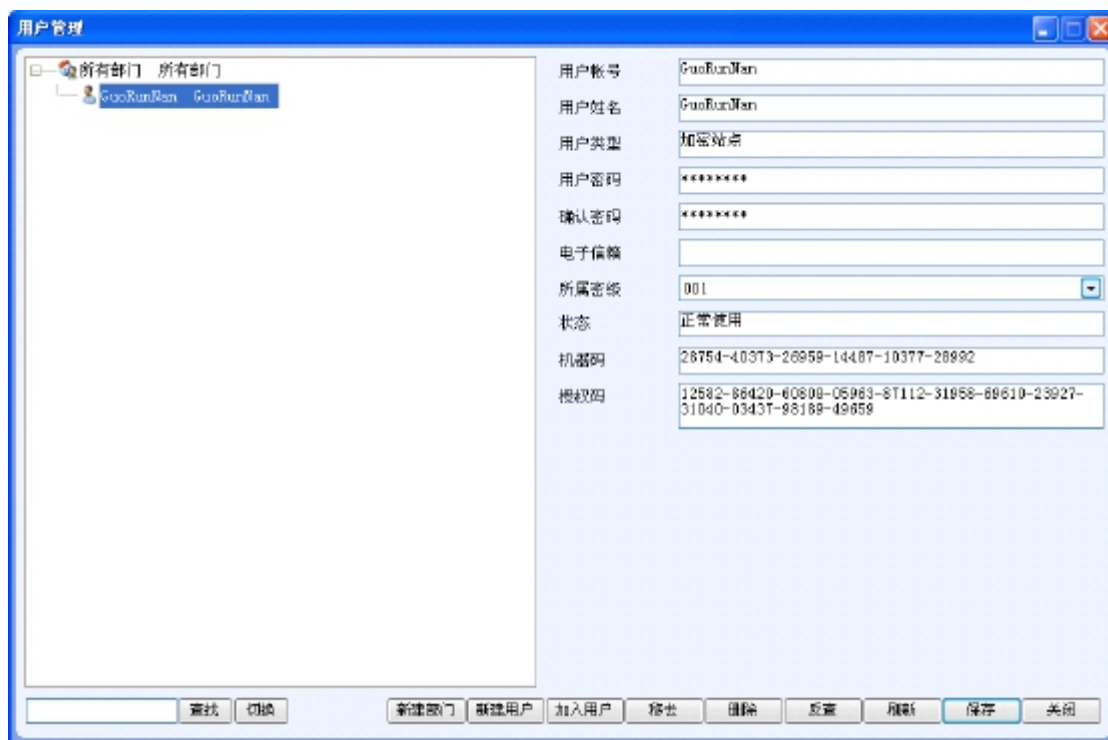 用户管理
所有部门 所有部门
GuoRunNan GuoRunNan
用户帐号 GuoRunNan
用户姓名 GuoRunNan
用户类型 加密站点
用户密码 ********
确认密码 ********
电子信箱
所属密级 001
状态 正常使用
机器码 28754-40373-26959-14487-10377-28992
授权码 12582-86420-60809-05963-87112-31958-69610-23927-
31040-03437-98189-49659
查找 切换 新建部门 新建用户 加入用户 移出 删除 反查 刷新 保存 关闭